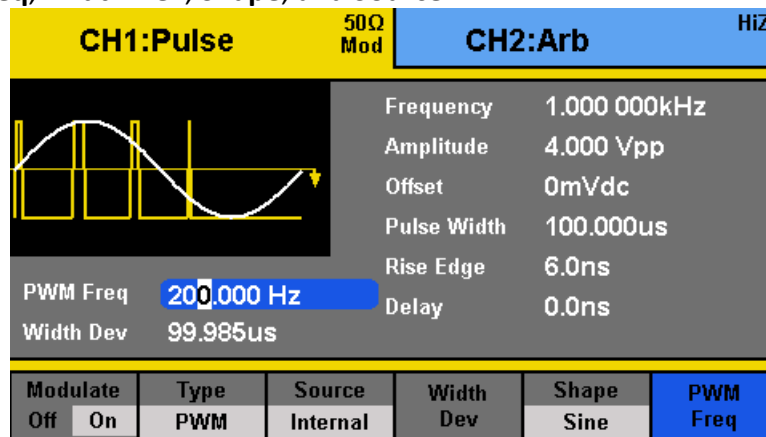 CH1:Pulse
50Ω
Mod
CH2:Arb
HiZ
Frequency 1.000 000kHz
Amplitude 4.000 Vpp
Offset 0mVdc
Pulse Width 100.000us
Rise Edge 6.0ns
Delay 0.0ns
PWM Freq 200.000 Hz
Width Dev 99.985us
Modulate Type Source Width Shape PWM
Off On PWM Internal Dev Sine Freq